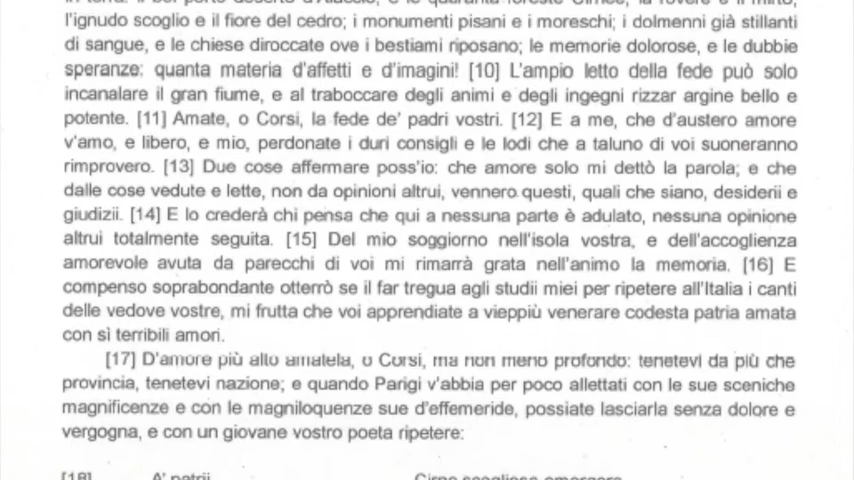 l'ignudo scoglio e il fiore del cedro; i monumenti pisani e i moreschi; i dolmenni già stillanti
di sangue, e le chiese diroccate ove i bestiami riposano; le memorie dolorose, e le dubbie
speranze: quanta materia d'affetti e d'imagini! [10] L'ampio letto della fede può solo
incanalare il gran fiume, e al traboccare degli animi e degli ingegni rizzar argine bello e
potente. [11] Amate, o Corsi, la fede de' padri vostri. [12] E a me, che d'austero amore
v'amo, e libero, e mio, perdonate i duri consigli e le lodi che a taluno di voi suoneranno
rimprovero. [13] Due cose affermare poss'io: che amore solo mi dettò la parola; e che
dalle cose vedute e lette, non da opinioni altrui, vennero questi, quali che siano, desiderii e
giudizii. [14] E lo crederà chi pensa che qui a nessuna parte è adulato, nessuna opinione
altrui totalmente seguita. [15] Del mio soggiorno nell'isola vostra, e dell'accoglienza
amorevole avuta da parecchi di voi mi rimarrà grata nell'animo la memoria. [16] E
compenso soprabondante otterrò se il far tregua agli studii miei per ripetere all'Italia i canti
delle vedove vostre, mi frutta che voi apprendiate a vieppiù venerare codesta patria amata
con sì terribili amori.
[17] D'amore più alto amatela, o Corsi, ma non meno profondo: tenetevi da più che
provincia, tenetevi nazione; e quando Parigi v'abbia per poco allettati con le sue sceniche
magnificenze e con le magniloquenze sue d'effemeride, possiate lasciarla senza dolore e
vergogna, e con un giovane vostro poeta ripetere:
[18] A' patrii